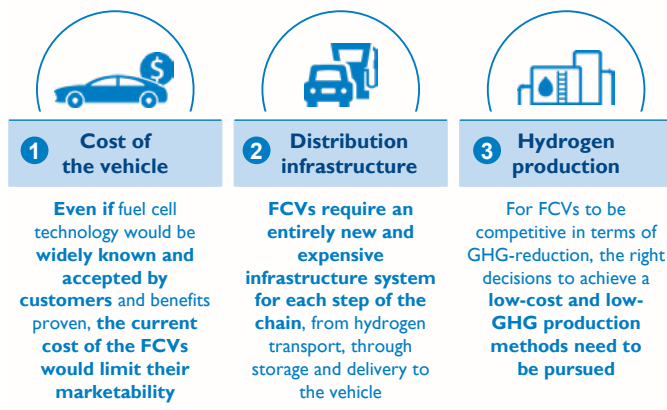 $
1
Cost of
the vehicle
Even if fuel cell
technology would be
widely known and
accepted by
customers and benefits
proven, the current
cost of the FCVs
would limit their
marketability
2
Distribution
infrastructure
FCVs require an
entirely new and
expensive
infrastructure system
for each step of the
chain, from hydrogen
transport, through
storage and delivery to
the vehicle
3
Hydrogen
production
For FCVs to be
competitive in terms of
GHG-reduction, the right
decisions to achieve a
low-cost and low-
GHG production
methods need to
be pursued